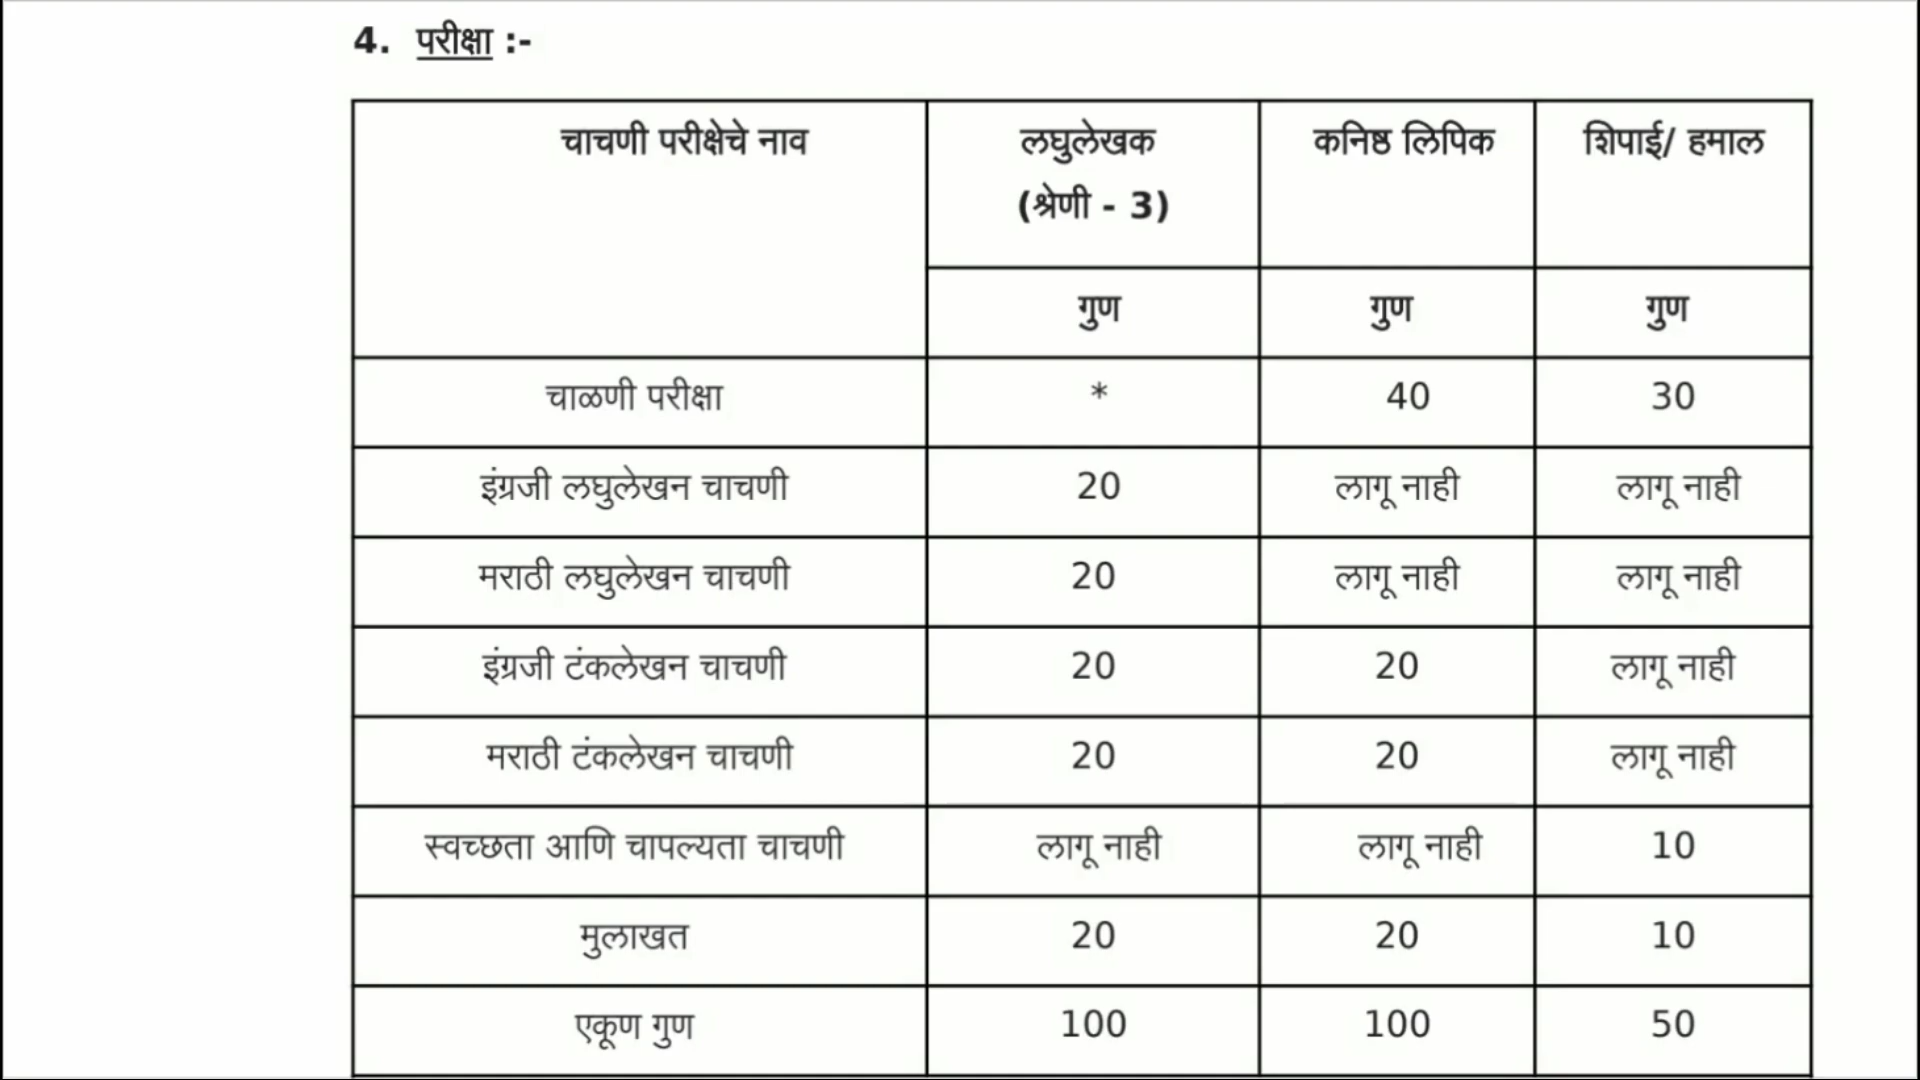 4. परीक्षा :-
चाचणी परीक्षेचे नाव लघुलेखक कनिष्ठ लिपिक शिपाई/ हमाल
(श्रेणी - 3)
गुण गुण गुण
चाळणी परीक्षा * 40 30
इंग्रजी लघुलेखन चाचणी 20 लागू नाही लागू नाही
मराठी लघुलेखन चाचणी 20 लागू नाही लागू नाही
इंग्रजी टंकलेखन चाचणी 20 20 लागू नाही
मराठी टंकलेखन चाचणी 20 20 लागू नाही
स्वच्छता आणि चापल्यता चाचणी लागू नाही लागू नाही 10
मुलाखत 20 20 10
एकूण गुण 100 100 50